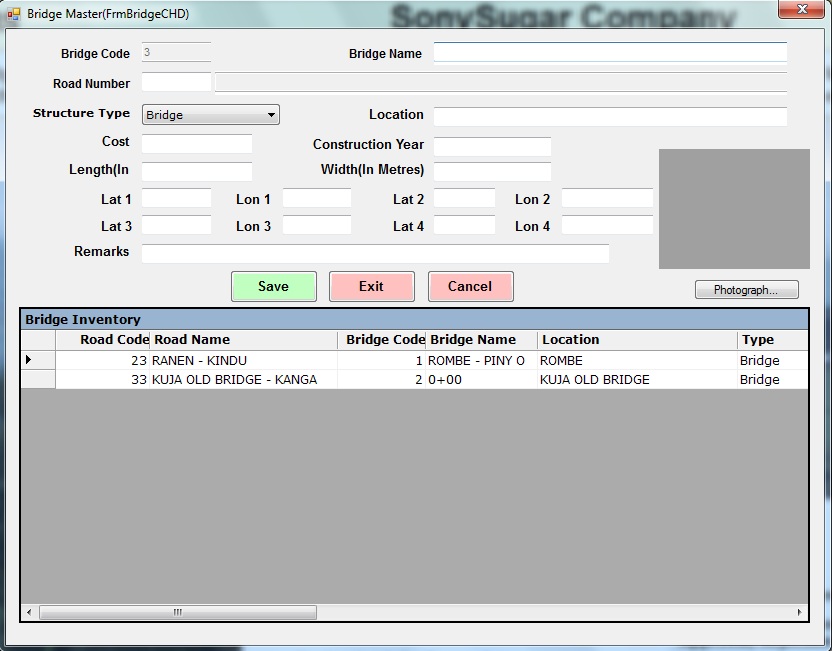 Bridge Master(FrmBridgeCHD)
SonySugar Company
Bridge Code 3 Bridge Name
Road Number
Structure Type Bridge Location
Cost Construction Year
Length(In Width(In Metres)
Lat 1 Lon 1 Lat 2 Lon 2
Lat 3 Lon 3 Lat 4 Lon 4
Remarks
Save Exit Cancel Photograph...
Bridge Inventory
Road Code Road Name Bridge Code Bridge Name Location Type
23 RANEN - KINDU 1 ROMBE - PINY O ROMBE Bridge
33 KUJA OLD BRIDGE - KANGA 2 0+00 KUJA OLD BRIDGE Bridge